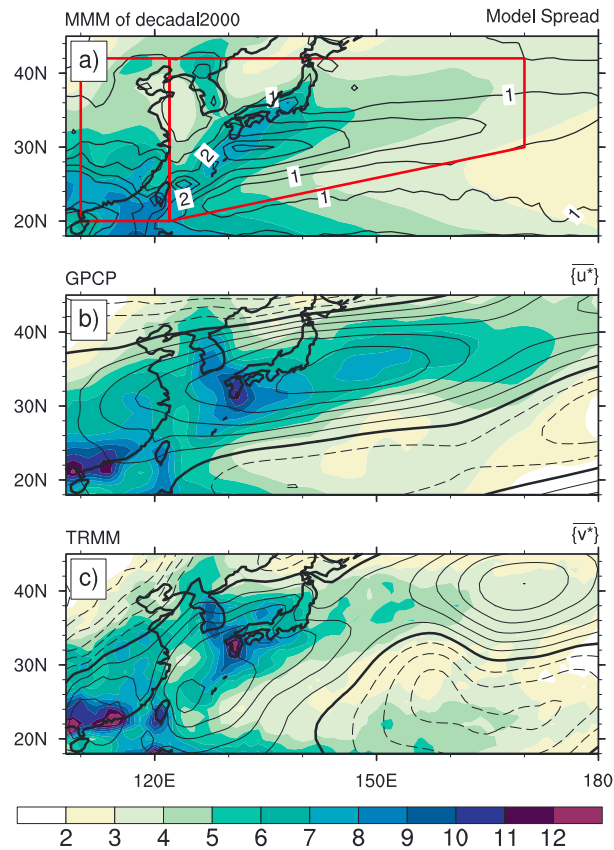 MMM of decadal2000 Model Spread
a)
40N
30N
20N
1
1
2
1
2
1
1
GPCP {u*}
b)
40N
30N
20N
TRMM {v*}
c)
40N
30N
20N
120E 150E 180
2 3 4 5 6 7 8 9 10 11 12